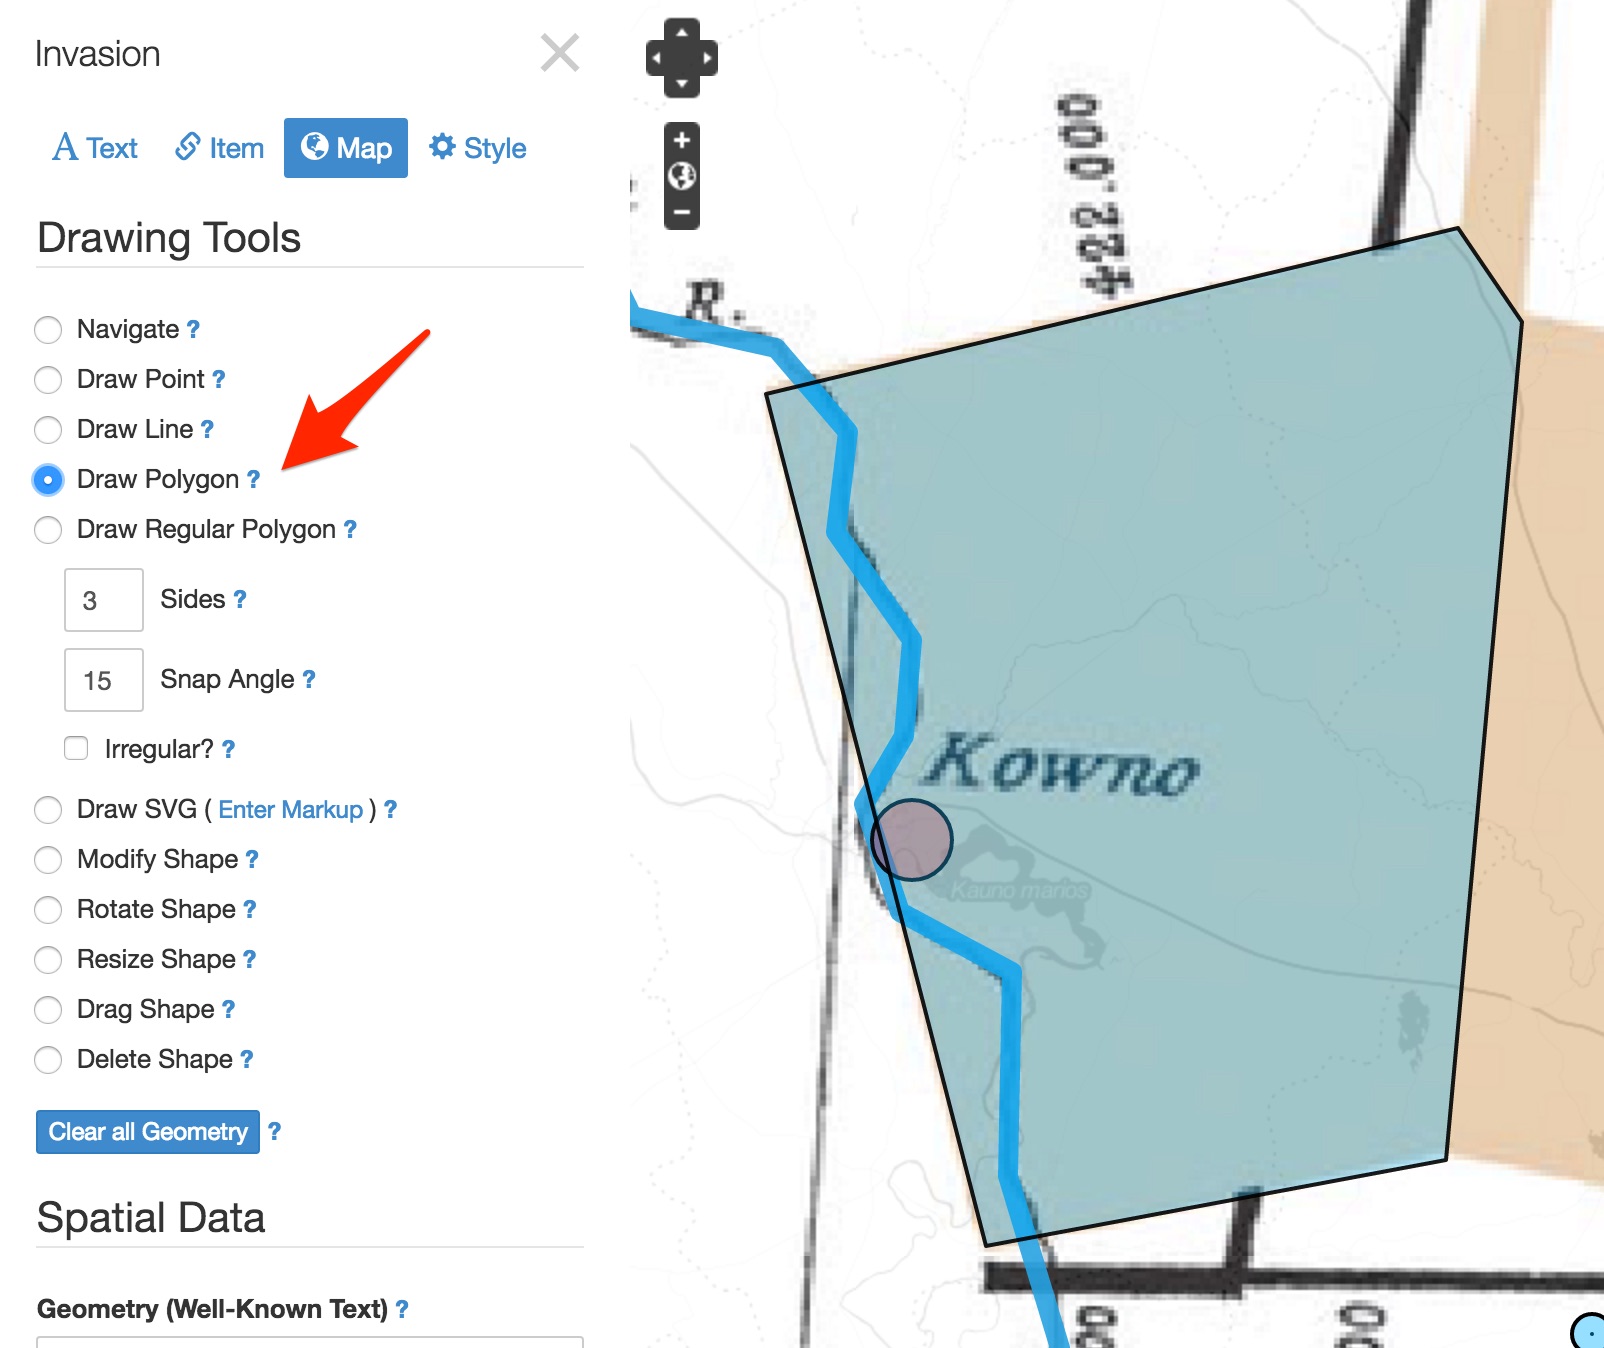 Invasion
A Text Item Map Style
Drawing Tools
Navigate ?
Draw Point ?
Draw Line ?
Draw Polygon ?
Draw Regular Polygon ?
3 Sides ?
15 Snap Angle ?
Irregular? ?
Draw SVG ( Enter Markup ) ?
Modify Shape ?
Rotate Shape ?
Resize Shape ?
Drag Shape ?
Delete Shape ?
Clear all Geometry ?
Spatial Data
Geometry (Well-Known Text) ?
R.
422.000
Kowno
Kauno marios